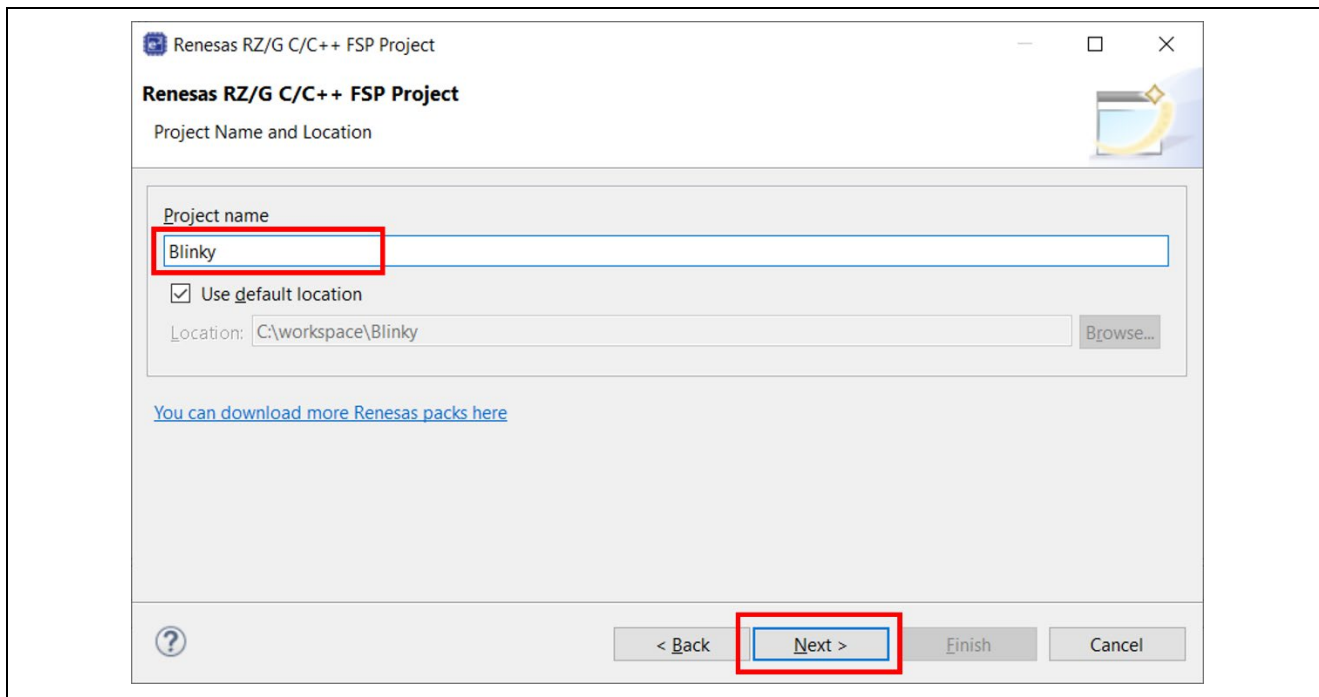 Renesas RZ/G C/C++ FSP Project
Renesas RZ/G C/C++ FSP Project
Project Name and Location
Project name
Blinky
Use default location
Location: C:\workspace\Blinky Browse...
You can download more Renesas packs here
? < Back Next > Finish Cancel